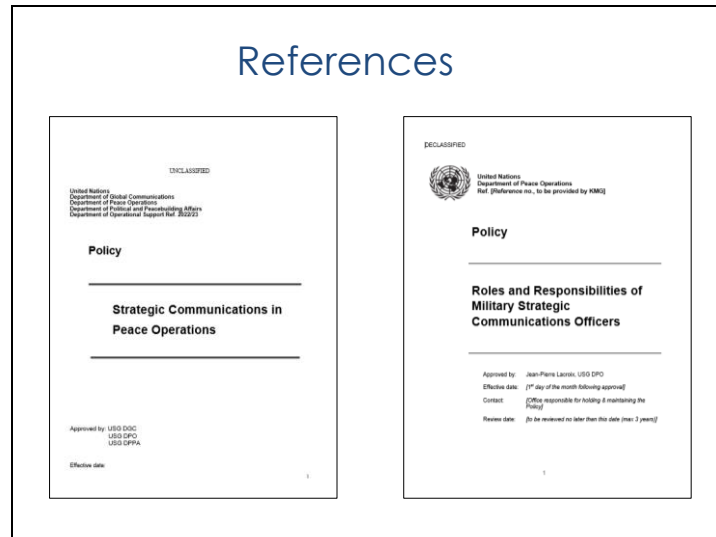 References
UNCLASSIFIED
United Nations
Department of Global Communications
Department of Peace Operations
Department of Political and Peacebuilding Affairs
Department of Operational Support Ref. 2022/23
Policy
Strategic Communications in
Peace Operations
Approved by: USG DGC
USG DPO
USG DPPA
Effective date:
1
DECLASSIFIED
United Nations
Department of Peace Operations
Ref. [Reference no., to be provided by KMG]
Policy
Roles and Responsibilities of
Military Strategic
Communications Officers
Approved by: Jean-Pierre Lacroix, USG DPO
Effective date: [1st day of the month following approval]
Contact: [Office responsible for holding & maintaining the
Policy]
Review date: [to be reviewed no later then this date (max 3 years)]
1